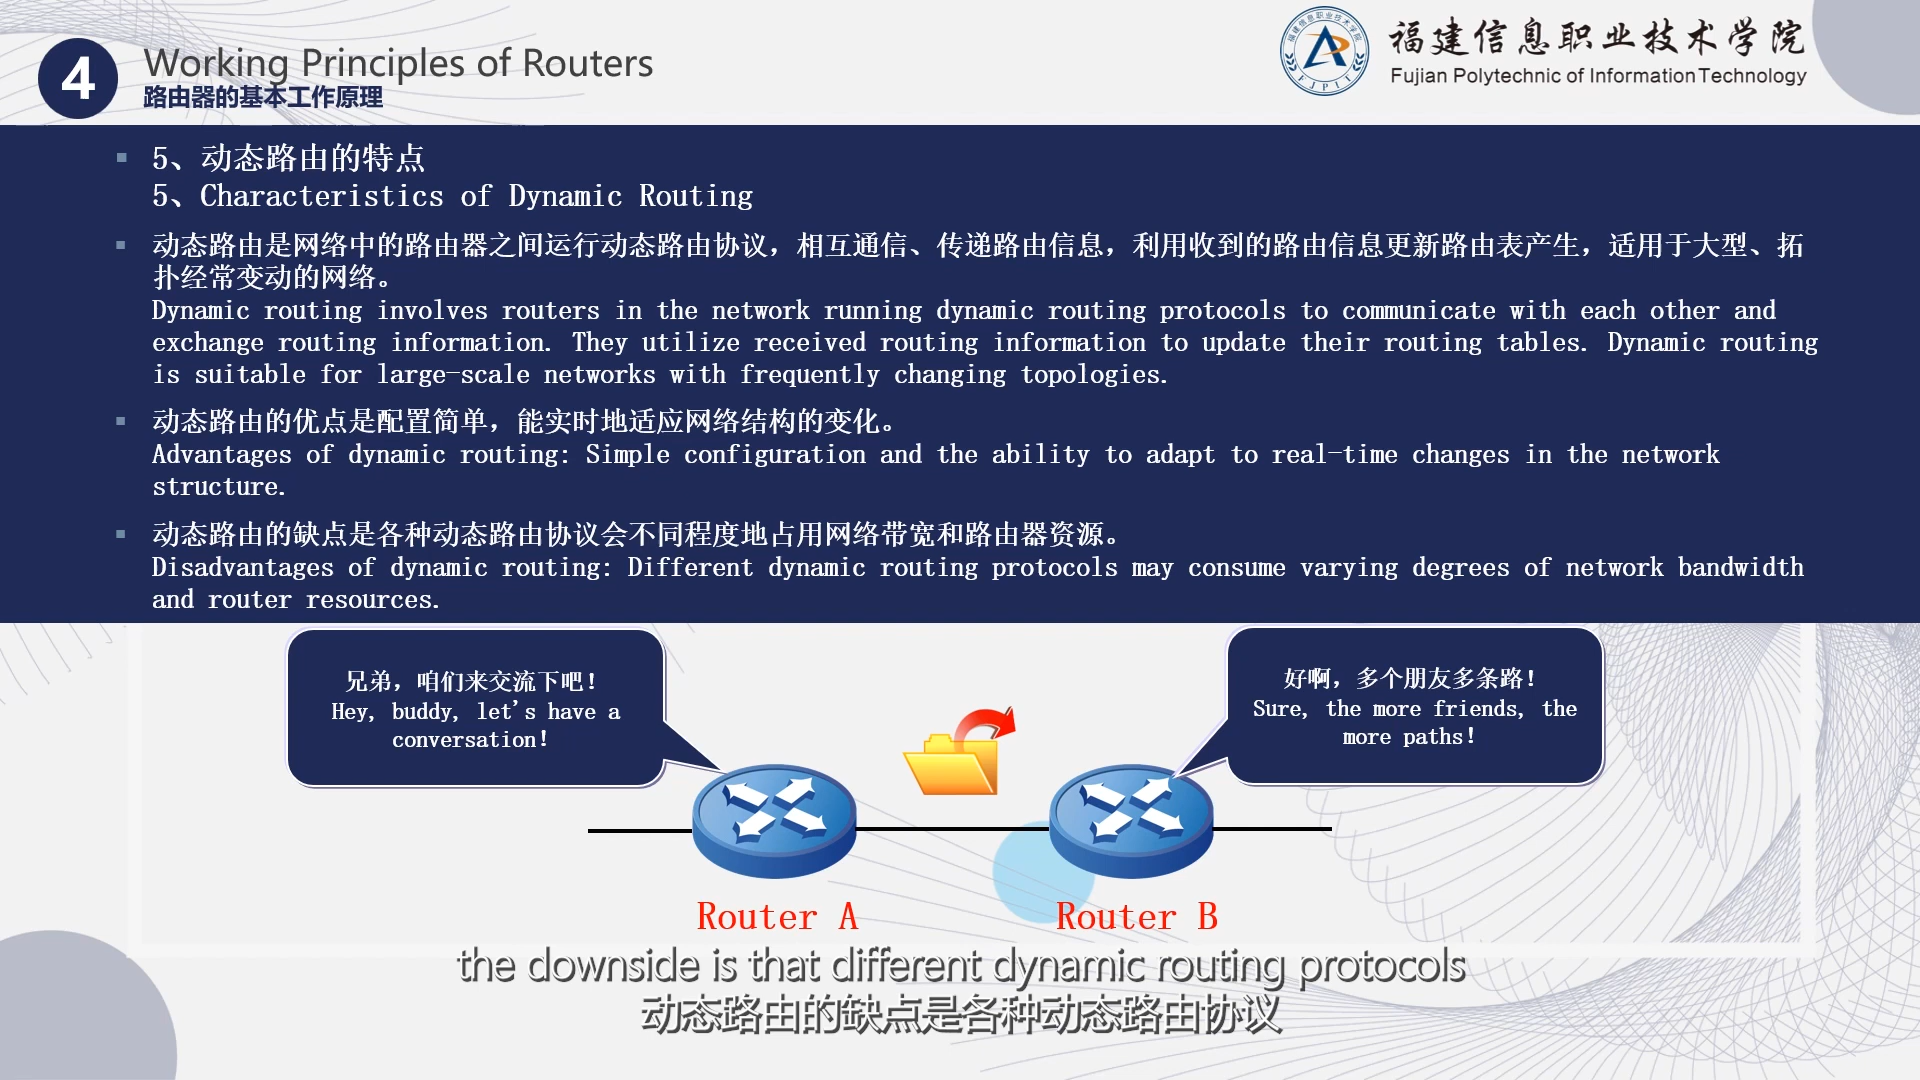 4
Working Principles of Routers
路由器的基本工作原理
福建信息职业技术学院
Fujian Polytechnic of Information Technology
5、动态路由的特点
5、Characteristics of Dynamic Routing
动态路由是网络中的路由器之间运行动态路由协议，相互通信、传递路由信息，利用收到的路由信息更新路由表产生，适用于大型、拓
扑经常变动的网络。
Dynamic routing involves routers in the network running dynamic routing protocols to communicate with each other and
exchange routing information. They utilize received routing information to update their routing tables. Dynamic routing
is suitable for large-scale networks with frequently changing topologies.
动态路由的优点是配置简单，能实时地适应网络结构的变化。
Advantages of dynamic routing: Simple configuration and the ability to adapt to real-time changes in the network
structure.
动态路由的缺点是各种动态路由协议会不同程度地占用网络带宽和路由器资源。
Disadvantages of dynamic routing: Different dynamic routing protocols may consume varying degrees of network bandwidth
and router resources.
兄弟，咱们来交流下吧！
Hey, buddy, let's have a
conversation！
好啊，多个朋友多条路！
Sure, the more friends, the
more paths！
Router A
Router B
the downside is that different dynamic routing protocols
动态路由的缺点是各种动态路由协议